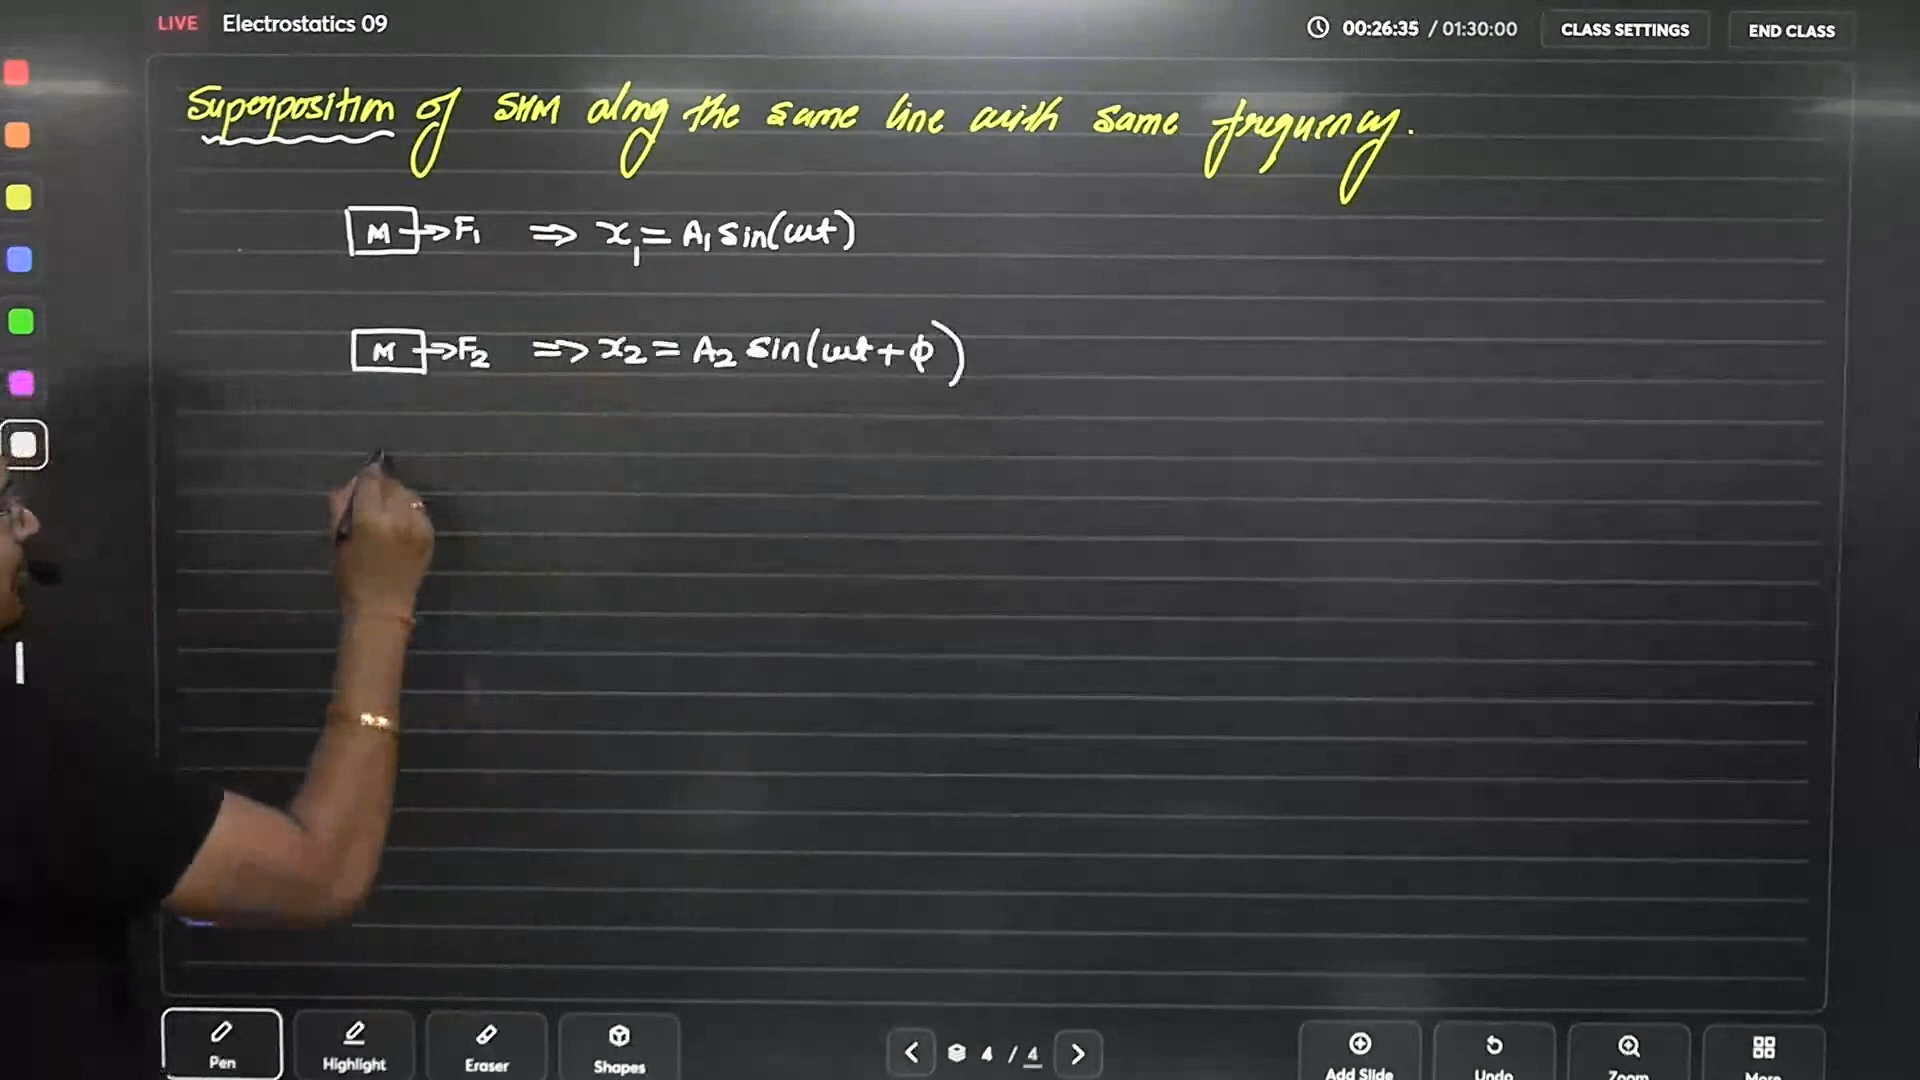 LIVE Electrostatics 09 00:26:35 / 01:30:00 CLASS SETTINGS END CLASS
Superposition of SHM along the same line with same frequency.
M → F₁ ⇒ x₁ = A₁ sin(ωt)
M → F₂ ⇒ x₂ = A₂ sin(ωt + ϕ)
Pen Highlight Eraser Shapes 4 / 4 Add Slide Undo Zoom More